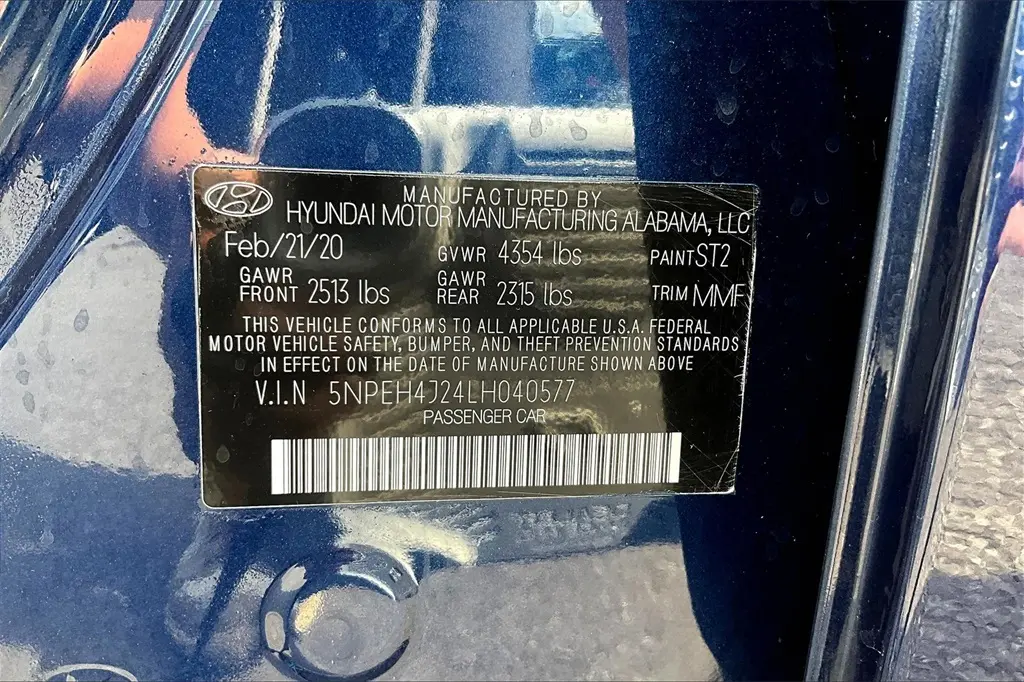 MANUFACTURED BY
HYUNDAI MOTOR MANUFACTURING ALABAMA, LLC
Feb/21/20 GVWR 4354 lbs PAINT ST2
GAWR FRONT 2513 lbs GAWR REAR 2315 lbs TRIM MMF
THIS VEHICLE CONFORMS TO ALL APPLICABLE U.S.A. FEDERAL
MOTOR VEHICLE SAFETY, BUMPER, AND THEFT PREVENTION STANDARDS
IN EFFECT ON THE DATE OF MANUFACTURE SHOWN ABOVE
V.I.N 5NPEH4J24LH040577
PASSENGER CAR